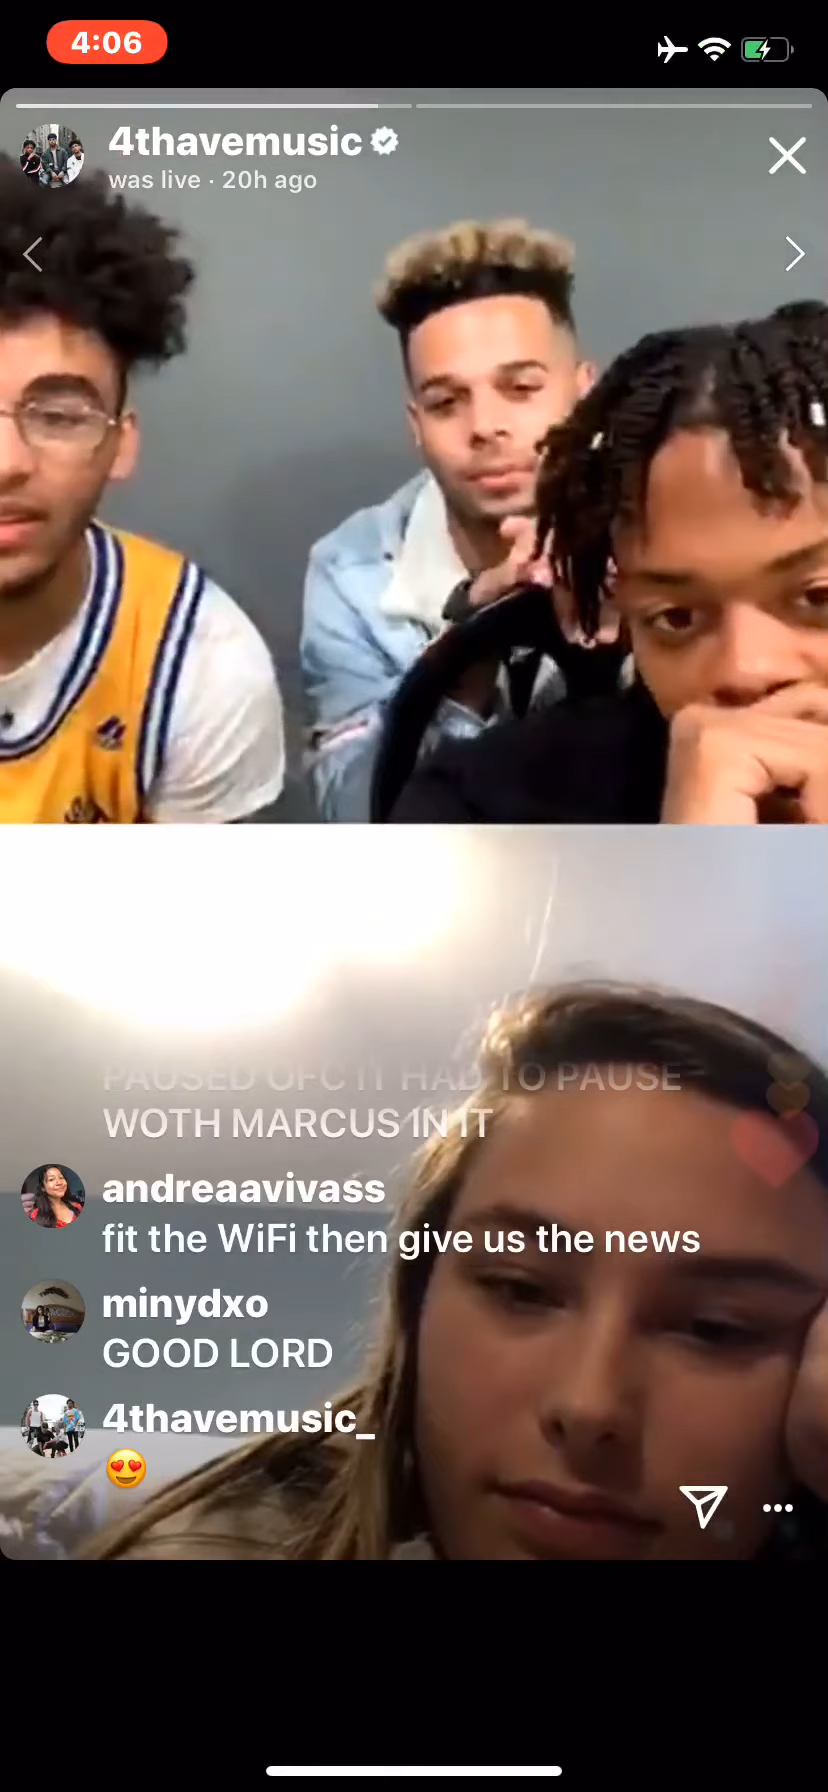 4:06
4thavemusic
was live · 20h ago
PAUSED OFC IT HAD TO PAUSE
WOTH MARCUS IN IT
andreaavivass
fit the WiFi then give us the news
minydxo
GOOD LORD
4thavemusic_
😍